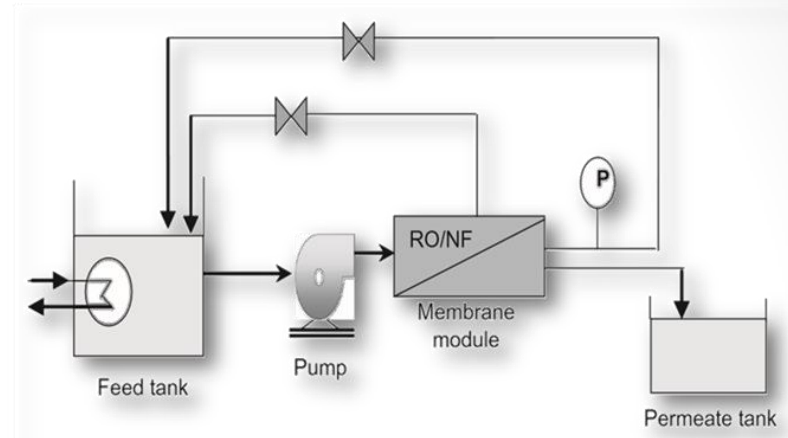 P
RO/NF
Membrane
module
Pump
Feed tank
Permeate tank